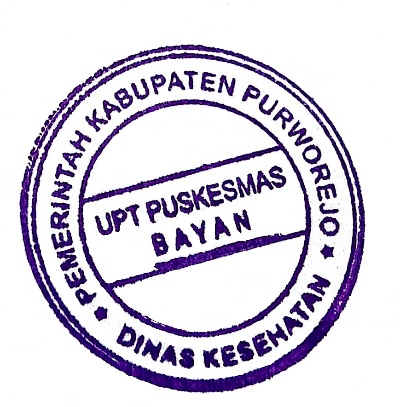 PEMERINTAH KABUPATEN PURWOREJO
UPT PUSKESMAS
BAYAN
DINAS KESEHATAN